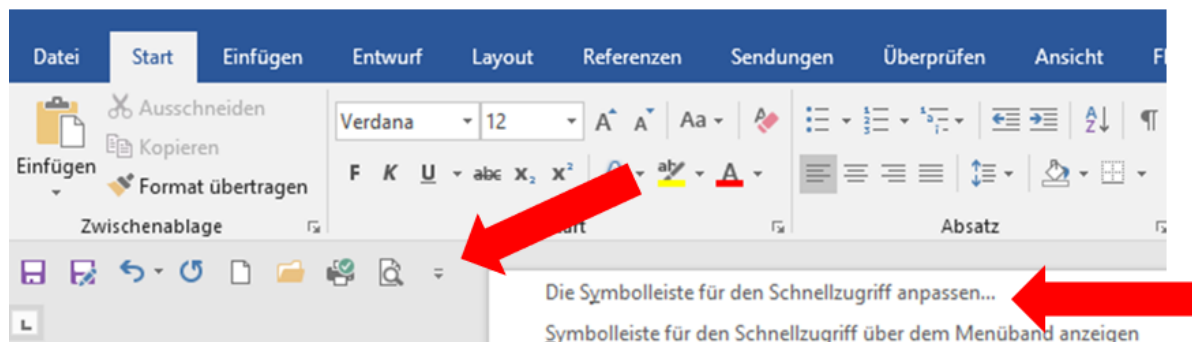 Datei Start Einfügen Entwurf Layout Referenzen Sendungen Überprüfen Ansicht
Ausschneiden
Kopieren
Einfügen
Format übertragen
Zwischenablage
Verdana 12 A A Aa
F K U abc x₂ x² A aby A
Absatz
Die Symbolleiste für den Schnellzugriff anpassen...
Symbolleiste für den Schnellzugriff über dem Menüband anzeigen